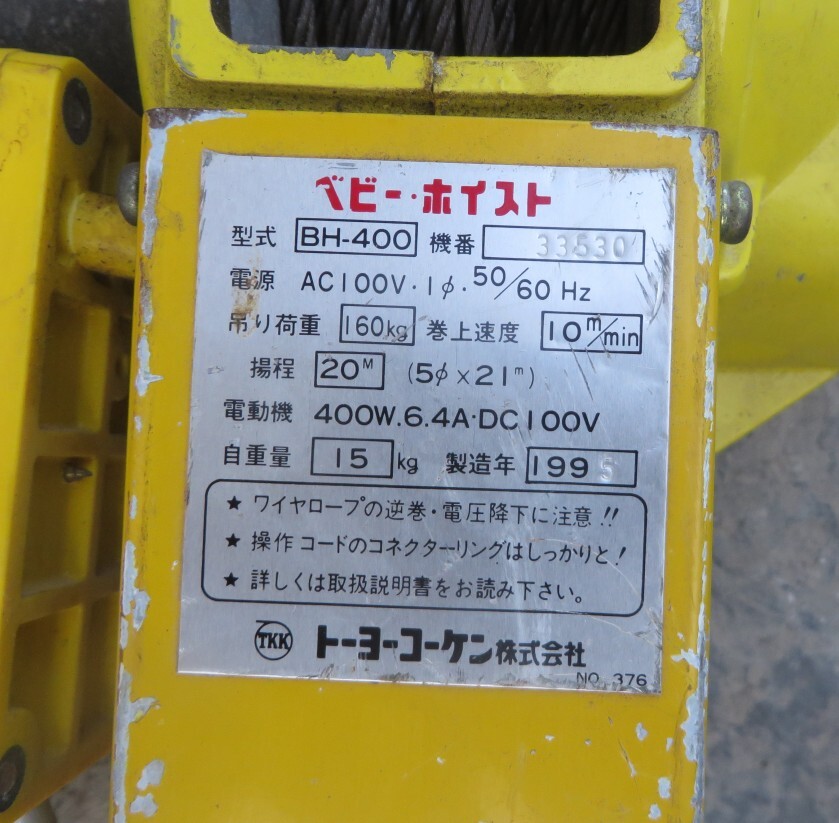 ベビー・ホイスト
型式 BH-400 機番 33530
電源 AC100V・1φ・50/60 Hz
吊り荷重 160kg 巻上速度 10m/min
揚程 20M (5φ×21m)
電動機 400W.6.4A・DC100V
自重量 15kg 製造年 1995
★ ワイヤロープの逆巻・電圧降下に注意!!
★ 操作コードのコネクターリングはしっかりと!
★ 詳しくは取扱説明書をお読み下さい。
TKK トーヨーコーケン株式会社
NO. 376